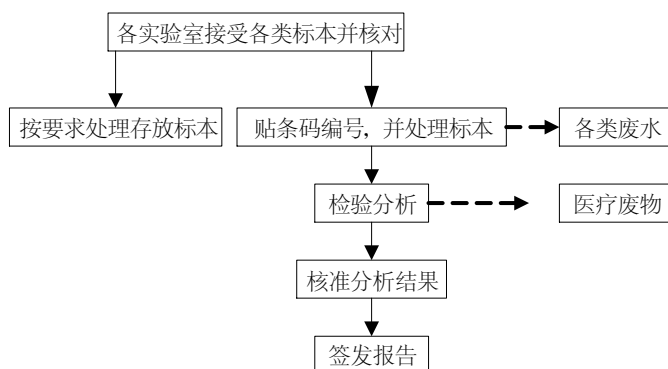 各实验室接受各类标本并核对
按要求处理存放标本
贴条码编号，并处理标本
各类废水
检验分析
医疗废物
核准分析结果
签发报告